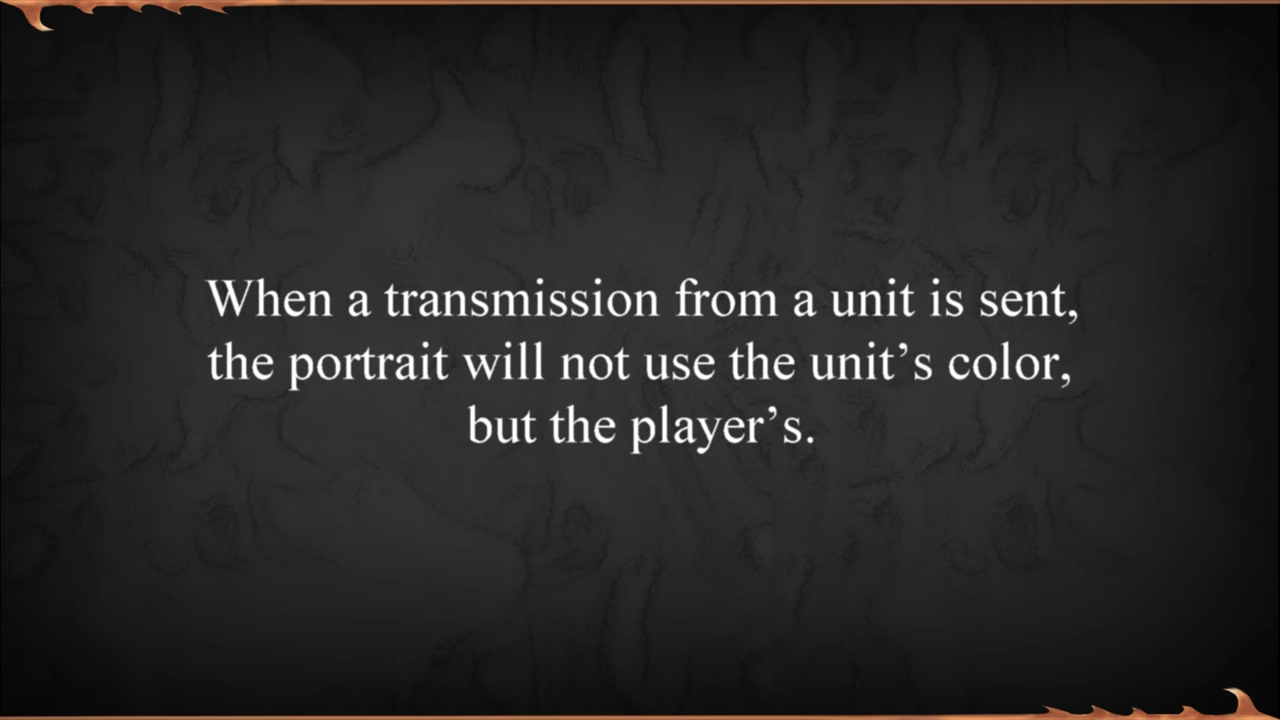 When a transmission from a unit is sent,
the portrait will not use the unit’s color,
but the player’s.